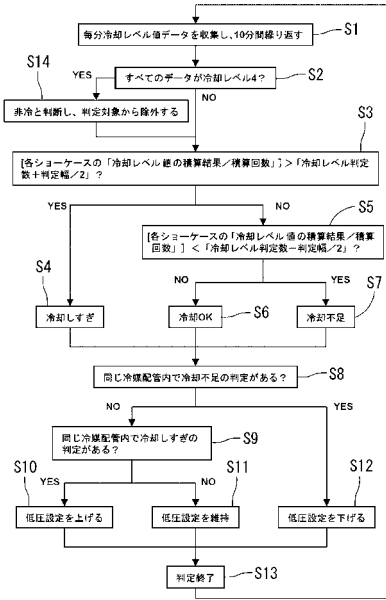 毎分冷却レベル値データを収集し、10分間繰り返す
S1
S14
YES
すべてのデータが冷却レベル4？
S2
非冷と判断し、判定対象から除外する
NO
S3
[各ショーケースの「冷却レベル値の積算結果／積算回数」]＞「冷却レベル判定
数＋判定幅／2」？
YES
NO
S5
[各ショーケースの「冷却レベル値の積算結果／積算
回数」]＜「冷却レベル判定数－判定幅／2」？
S4
NO
YES
S7
冷却しすぎ
冷却OK
S6
冷却不足
同じ冷媒配管内で冷却不足の判定がある？
S8
NO
YES
同じ冷媒配管内で冷却しすぎの
判定がある？
S9
S10
YES
NO
S11
S12
低圧設定を上げる
低圧設定を維持
低圧設定を下げる
判定終了
S13